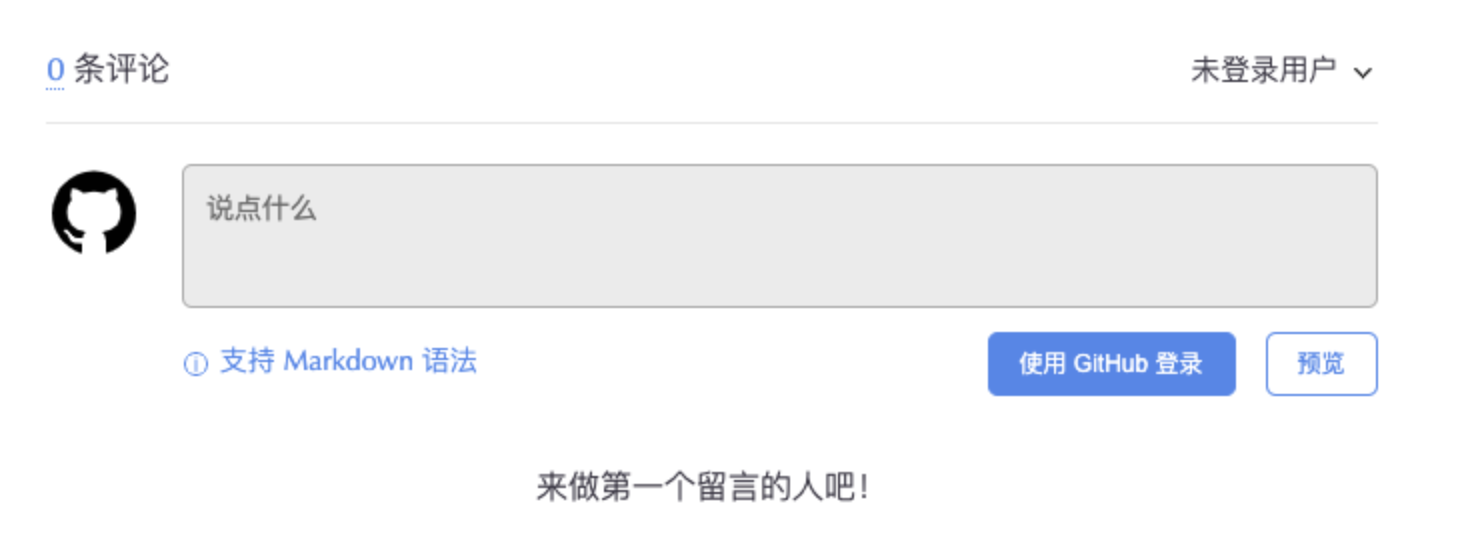 0 条评论
未登录用户
说点什么
支持 Markdown 语法
使用 GitHub 登录
预览
来做第一个留言的人吧！